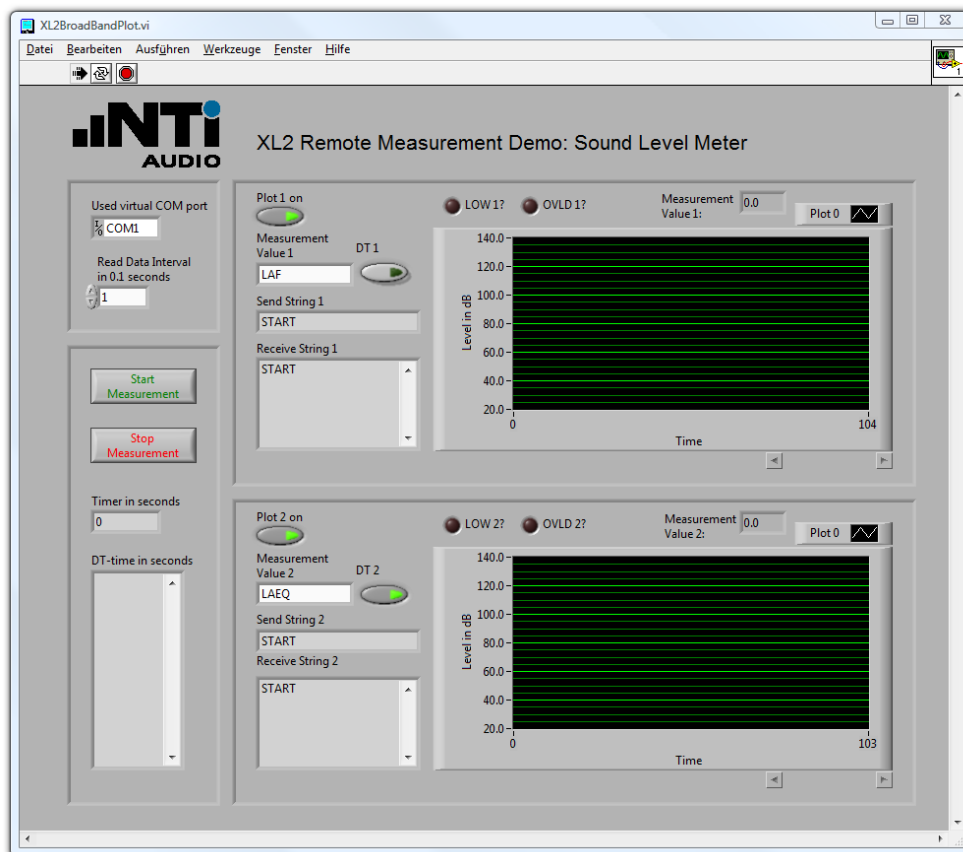 XL2BroadBandPlot.vi
Datei Bearbeiten Ausführen Werkzeuge Fenster Hilfe
1
NTi
AUDIO
XL2 Remote Measurement Demo: Sound Level Meter
Used virtual COM port
I/O COM1
Read Data Interval
in 0.1 seconds
1
Start
Measurement
Stop
Measurement
Timer in seconds
0
DT-time in seconds
Plot 1 on
Measurement
Value 1
DT 1
LAF
Send String 1
START
Receive String 1
START
LOW 1?
OVLD 1?
Measurement
Value 1:
0.0
Plot 0
Level in dB
140.0
120.0
100.0
80.0
60.0
40.0
20.0
0
104
Time
Plot 2 on
Measurement
Value 2
DT 2
LAEQ
Send String 2
START
Receive String 2
START
LOW 2?
OVLD 2?
Measurement
Value 2:
0.0
Plot 0
Level in dB
140.0
120.0
100.0
80.0
60.0
40.0
20.0
0
103
Time